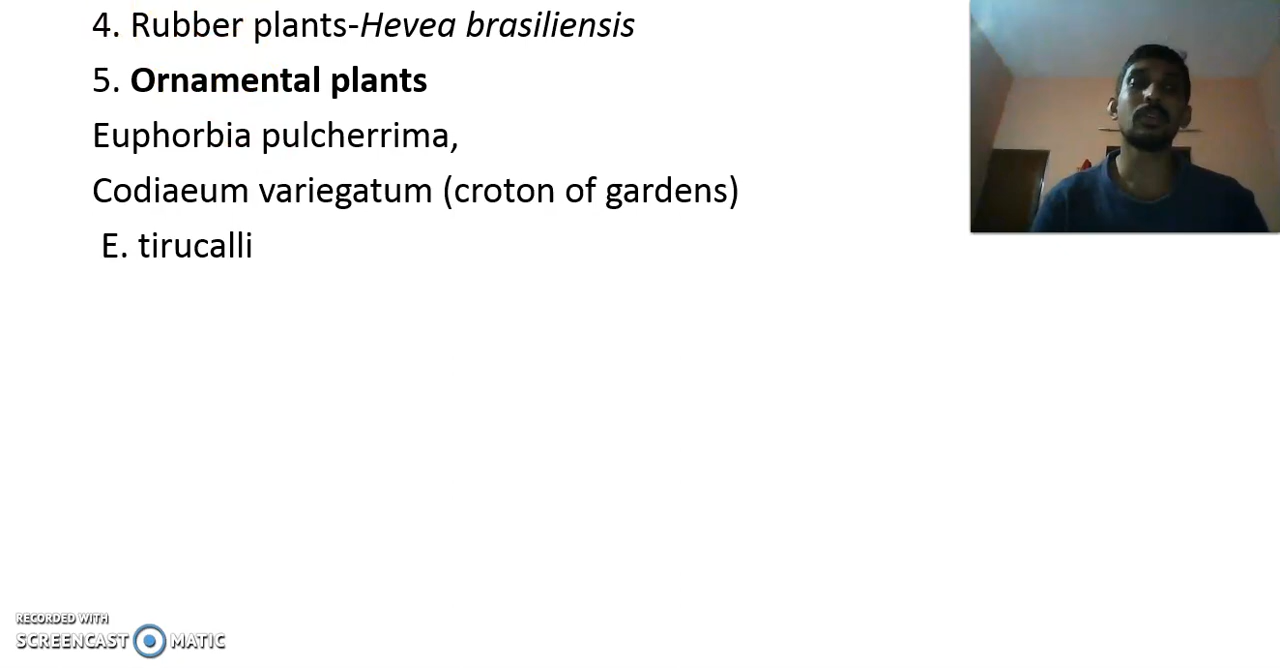 4. Rubber plants-Hevea brasiliensis
5. Ornamental plants
Euphorbia pulcherrima,
Codiaeum variegatum (croton of gardens)
E. tirucalli
RECORDED WITH
SCREENCAST MATIC